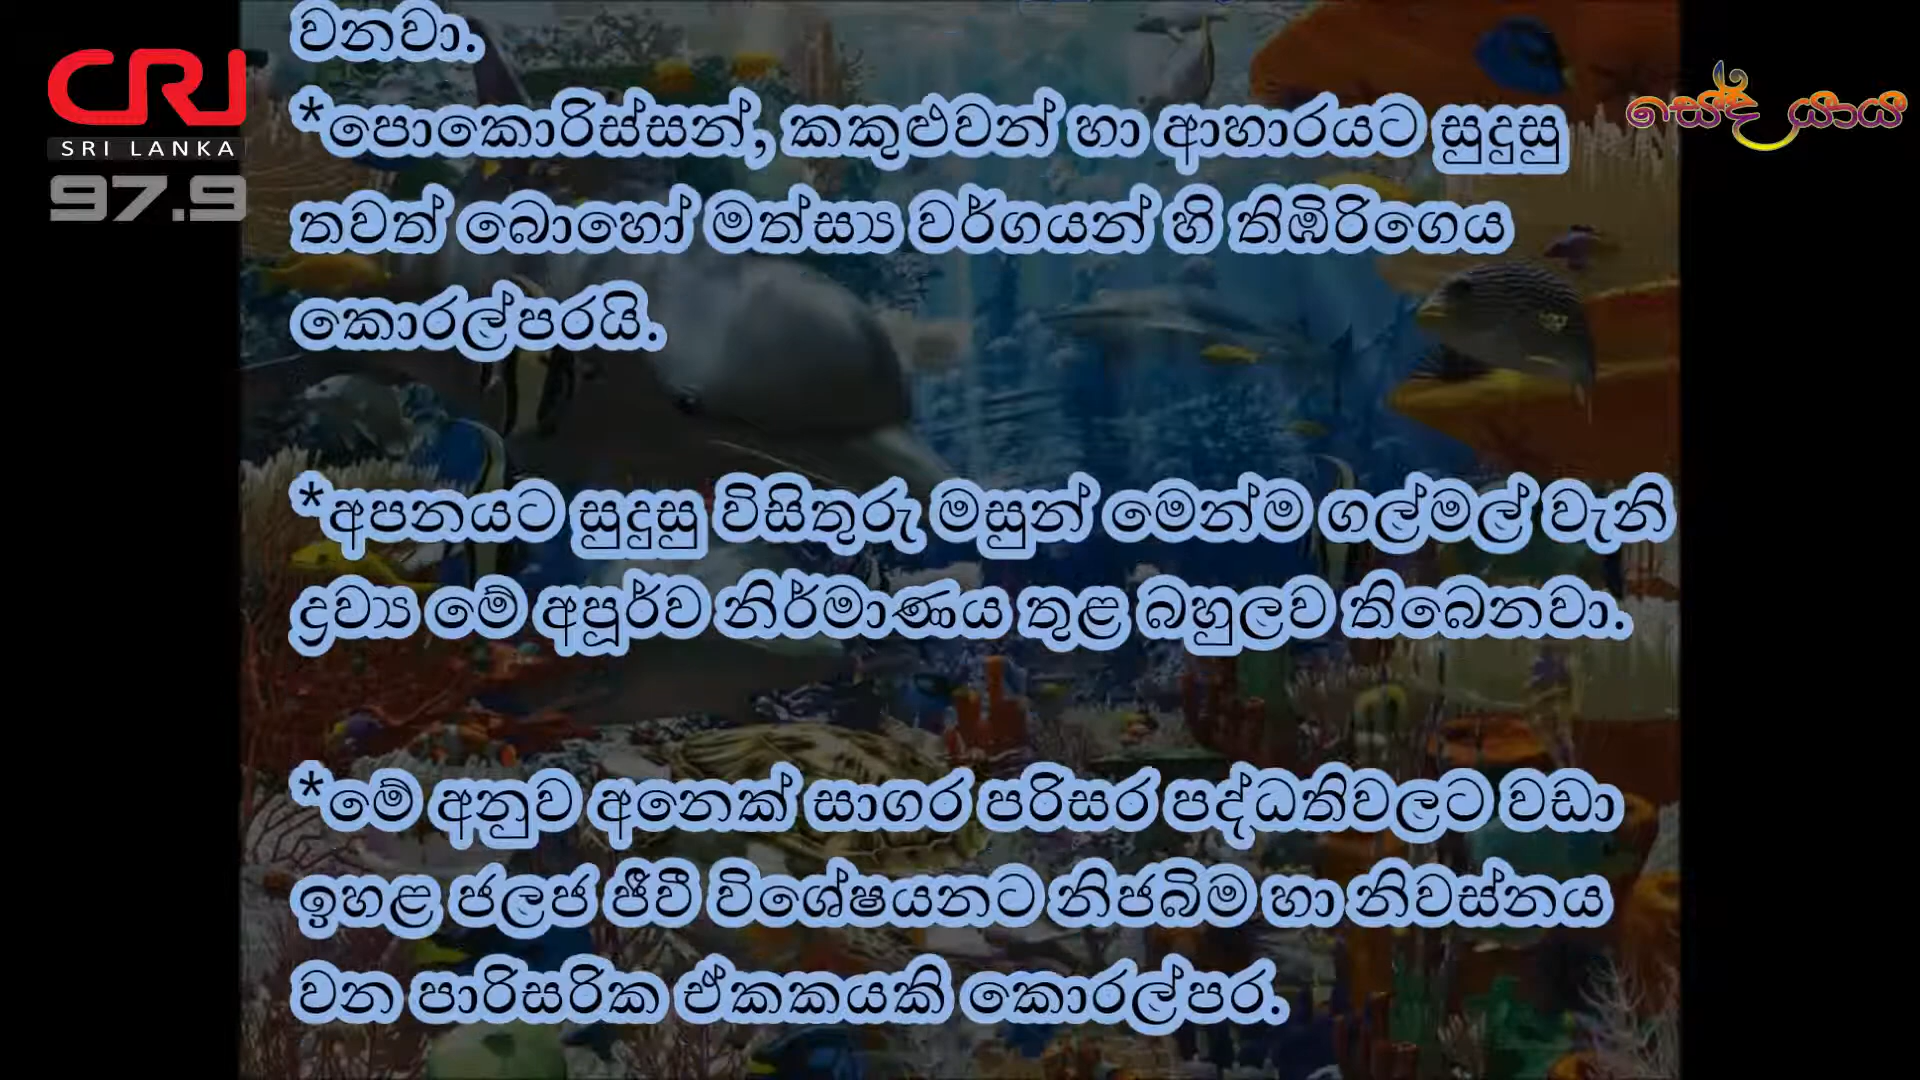 වනවා.
CRI
SRI LANKA
97.9
සේද යාය
*පොකොරිස්සන්, කකුළුවන් හා ආහාරයට සුදුසු
තවත් බොහෝ මත්ස්‍ය වර්ගයන් හි තිඹිරිගෙය
කොරල්පරයි.
*අපනයට සුදුසු විසිතුරු මසුන් මෙන්ම ගල්මල් වැනි
ද්‍රව්‍ය මේ අපූර්ව නිර්මාණය තුළ බහුලව තිබෙනවා.
*මේ අනුව අනෙක් සාගර පරිසර පද්ධතිවලට වඩා
ඉහළ ජලජ ජීවී විශේෂයනට නිජබිම හා නිවස්නය
වන පාරිසරික ඒකකයකි කොරල්පර.